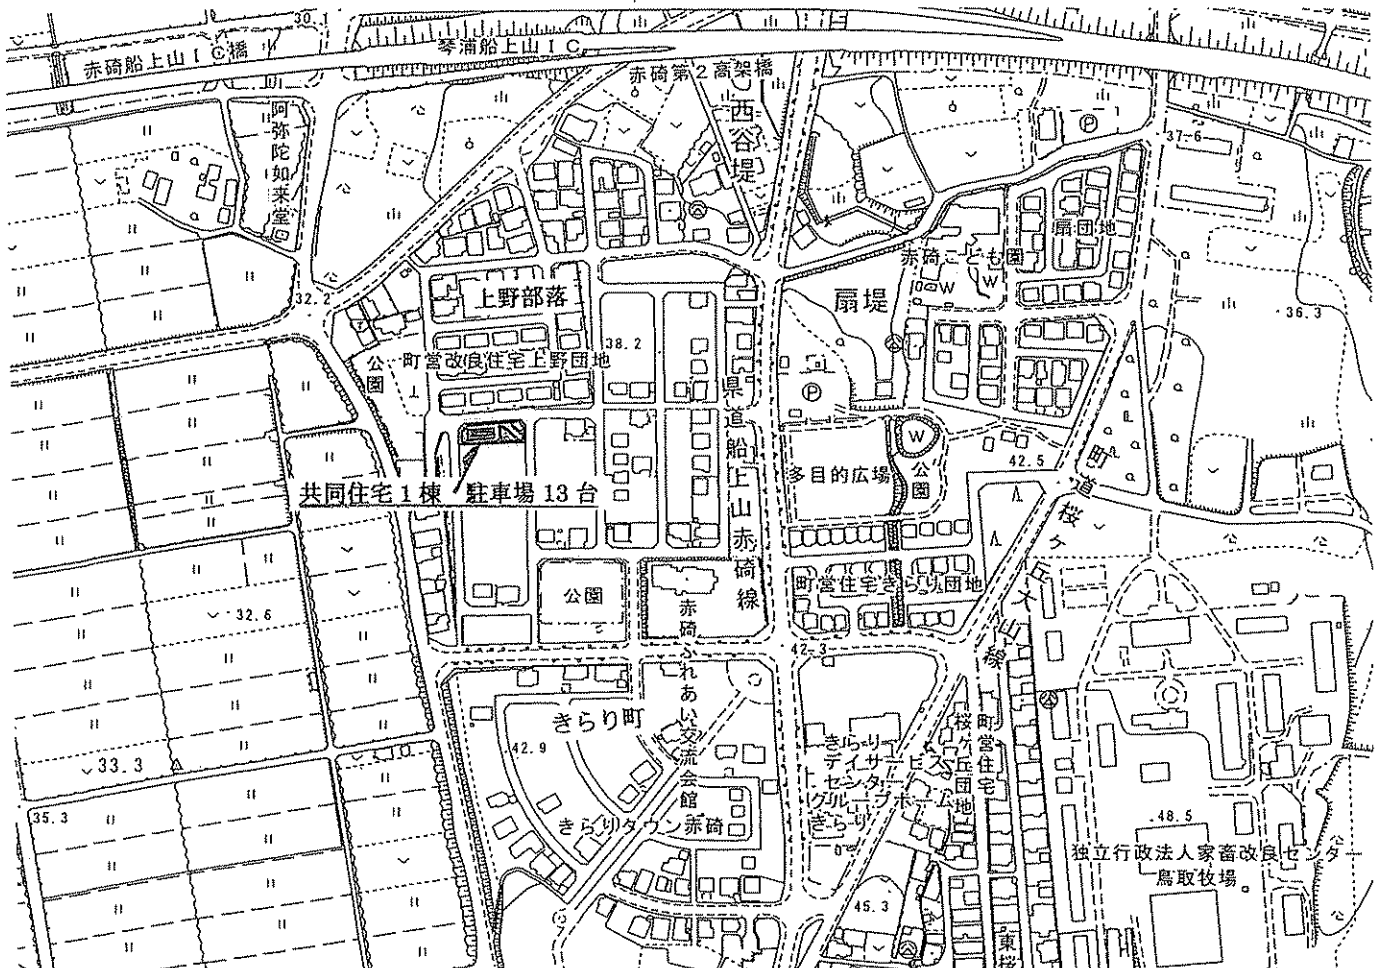 30.1
赤碕船上山ＩＣ橋
琴浦船上山ＩＣ
赤碕第２高架橋
西谷堤
阿弥陀如来堂
P
37.6
扇団地
赤碕こども園
W
W
32.2
上野部落
扇堤
36.3
38.2
公園
町営改良住宅上野団地
P
県道船上山赤碕線
W
多目的広場
公園
42.5
町道桜ヶ丘大山線
共同住宅１棟
駐車場 13 台
町営住宅きらり団地
公園
32.6
赤碕ふれあい交流会館
42.3
きらり町
42.9
きらりデイサービスセンター
グループホームきらり
町営住宅桜ヶ丘団地
33.3
35.3
きらりタウン赤碕
48.5
独立行政法人家畜改良センター
鳥取牧場
45.3
東桜